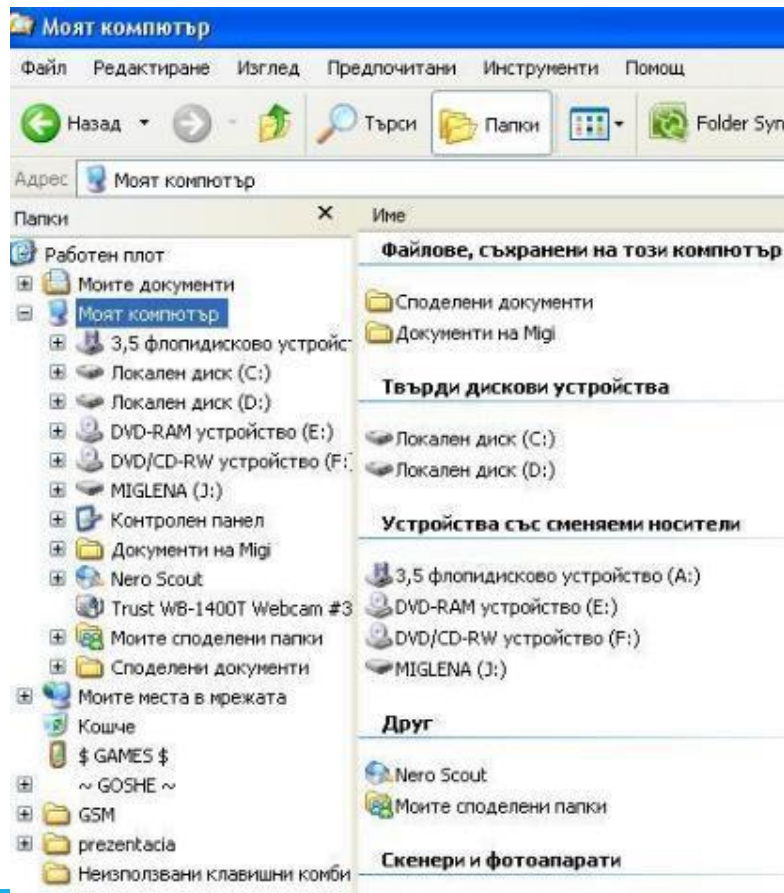 Моят компютър
Файл Редактиране Изглед Предпочитани Инструменти Помощ
Назад Търси Папки Folder Syn
Адрес Моят компютър
Папки
Работен плот
Моите документи
Моят компютър
3,5 флопидисково устройс
Локален диск (C:)
Локален диск (D:)
DVD-RAM устройство (E:)
DVD/CD-RW устройство (F:
MIGLENA (J:)
Контролен панел
Документи на Migi
Nero Scout
Trust WB-1400T Webcam #3
Моите споделени папки
Споделени документи
Моите места в мрежата
Кошче
$ GAMES $
~ GOSHE ~
GSM
prezentacia
Неизползвани клавишни комби
Име
Файлове, съхранени на този компютър
Споделени документи
Документи на Migi
Твърди дискови устройства
Локален диск (C:)
Локален диск (D:)
Устройства със сменяеми носители
3,5 флопидисково устройство (A:)
DVD-RAM устройство (E:)
DVD/CD-RW устройство (F:)
MIGLENA (J:)
Друг
Nero Scout
Моите споделени папки
Скенери и фотоапарати